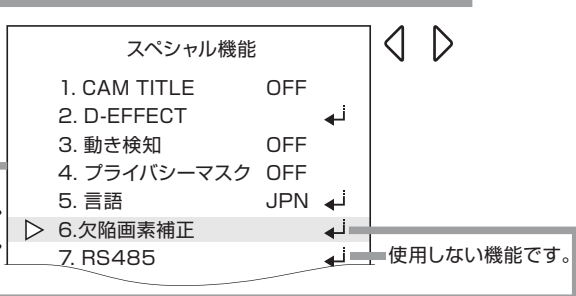 スペシャル機能
1. CAM TITLE OFF
2. D-EFFECT
3. 動き検知 OFF
4. プライバシーマスク OFF
5. 言語 JPN
6.欠陥画素補正
7. RS485 使用しない機能です。